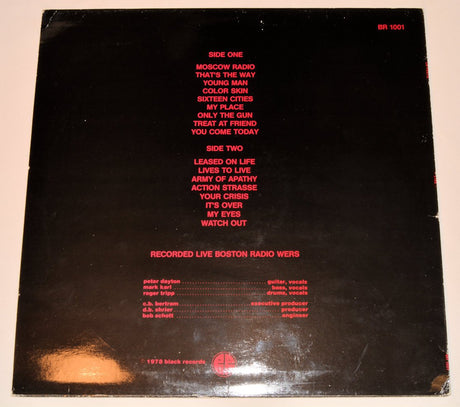 BR 1001
SIDE ONE
MOSCOW RADIO
THAT'S THE WAY
YOUNG MAN
COLOR SKIN
SIXTEEN CITIES
MY PLACE
ONLY THE GUN
TREAT AT FRIEND
YOU COME TODAY
SIDE TWO
LEASED ON LIFE
LIVES TO LIVE
ARMY OF APATHY
ACTION STRASSE
YOUR CRISIS
IT'S OVER
MY EYES
WATCH OUT
RECORDED LIVE BOSTON RADIO WERS
peter dayton guitar, vocals
mark karl bass, vocals
roger tripp drums, vocals
c.b. bertram executive producer
d.b. shrier producer
bob schott engineer
1979 black records